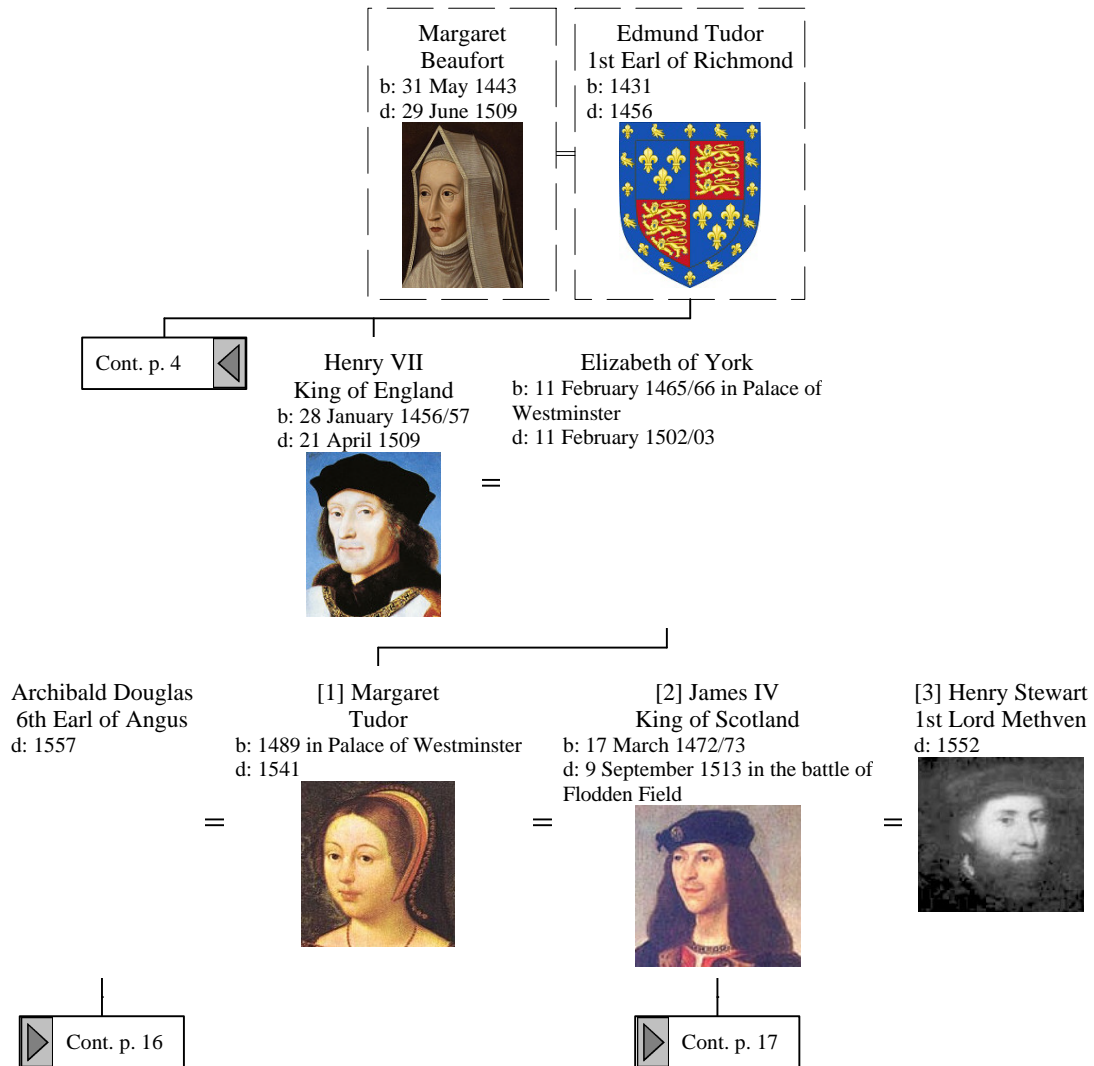 Margaret
Beaufort
b: 31 May 1443
d: 29 June 1509
Edmund Tudor
1st Earl of Richmond
b: 1431
d: 1456
=
Cont. p. 4
Henry VII
King of England
b: 28 January 1456/57
d: 21 April 1509
=
Elizabeth of York
b: 11 February 1465/66 in Palace of
Westminster
d: 11 February 1502/03
Archibald Douglas
6th Earl of Angus
d: 1557
=
[1] Margaret
Tudor
b: 1489 in Palace of Westminster
d: 1541
=
[2] James IV
King of Scotland
b: 17 March 1472/73
d: 9 September 1513 in the battle of
Flodden Field
=
[3] Henry Stewart
1st Lord Methven
d: 1552
Cont. p. 16
Cont. p. 17